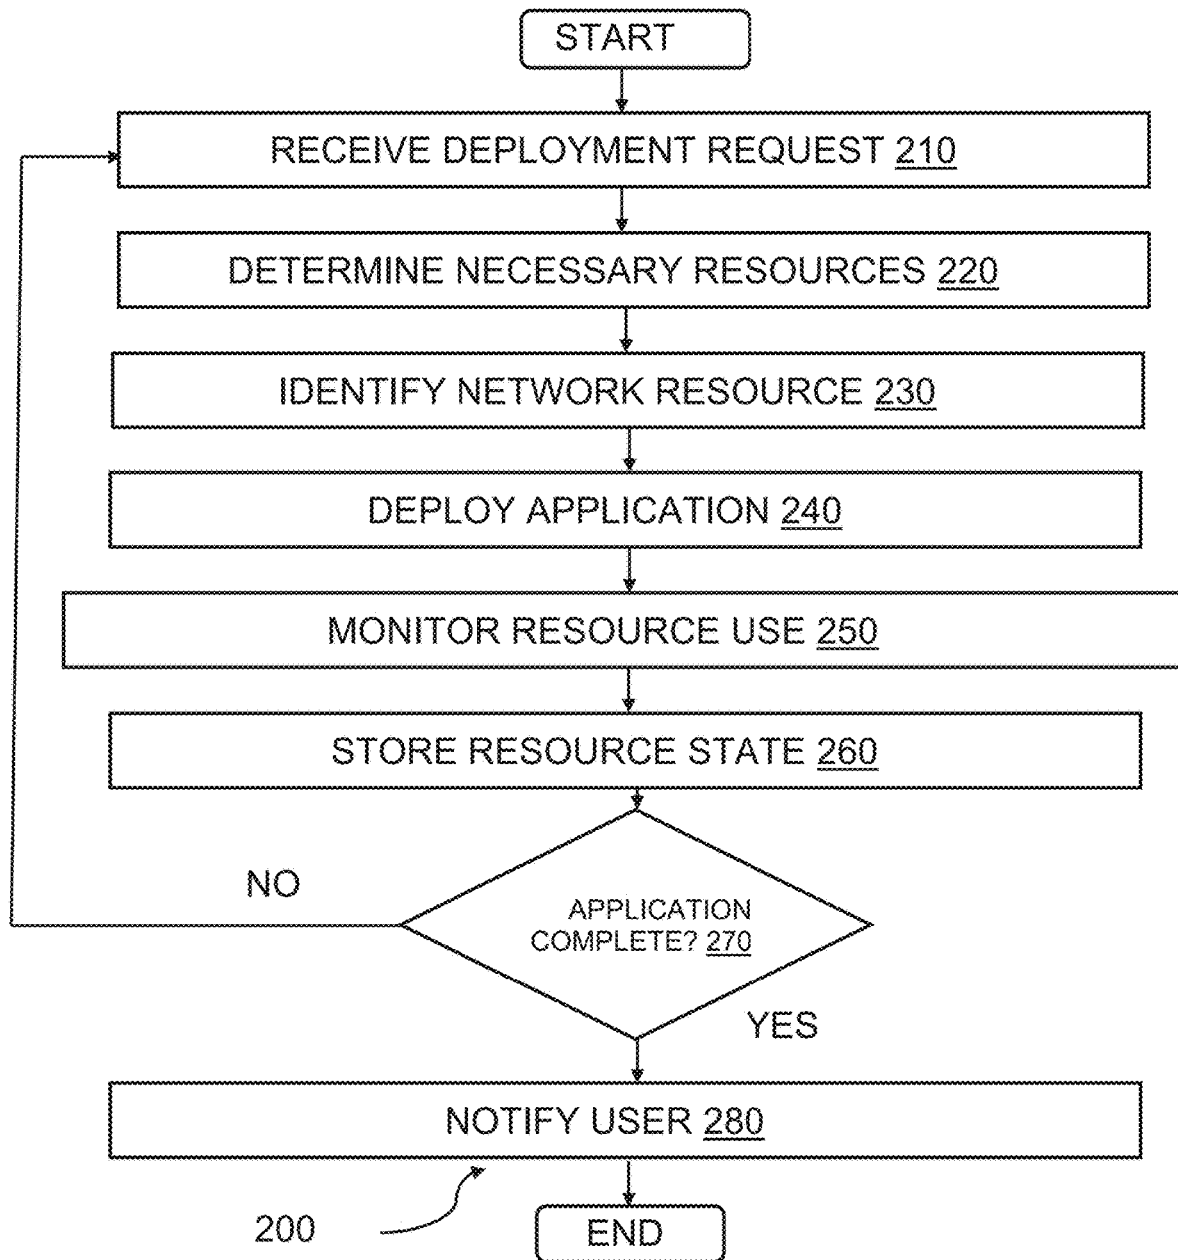 START
RECEIVE DEPLOYMENT REQUEST 210
DETERMINE NECESSARY RESOURCES 220
IDENTIFY NETWORK RESOURCE 230
DEPLOY APPLICATION 240
MONITOR RESOURCE USE 250
STORE RESOURCE STATE 260
NO
APPLICATION
COMPLETE? 270
YES
NOTIFY USER 280
200
END